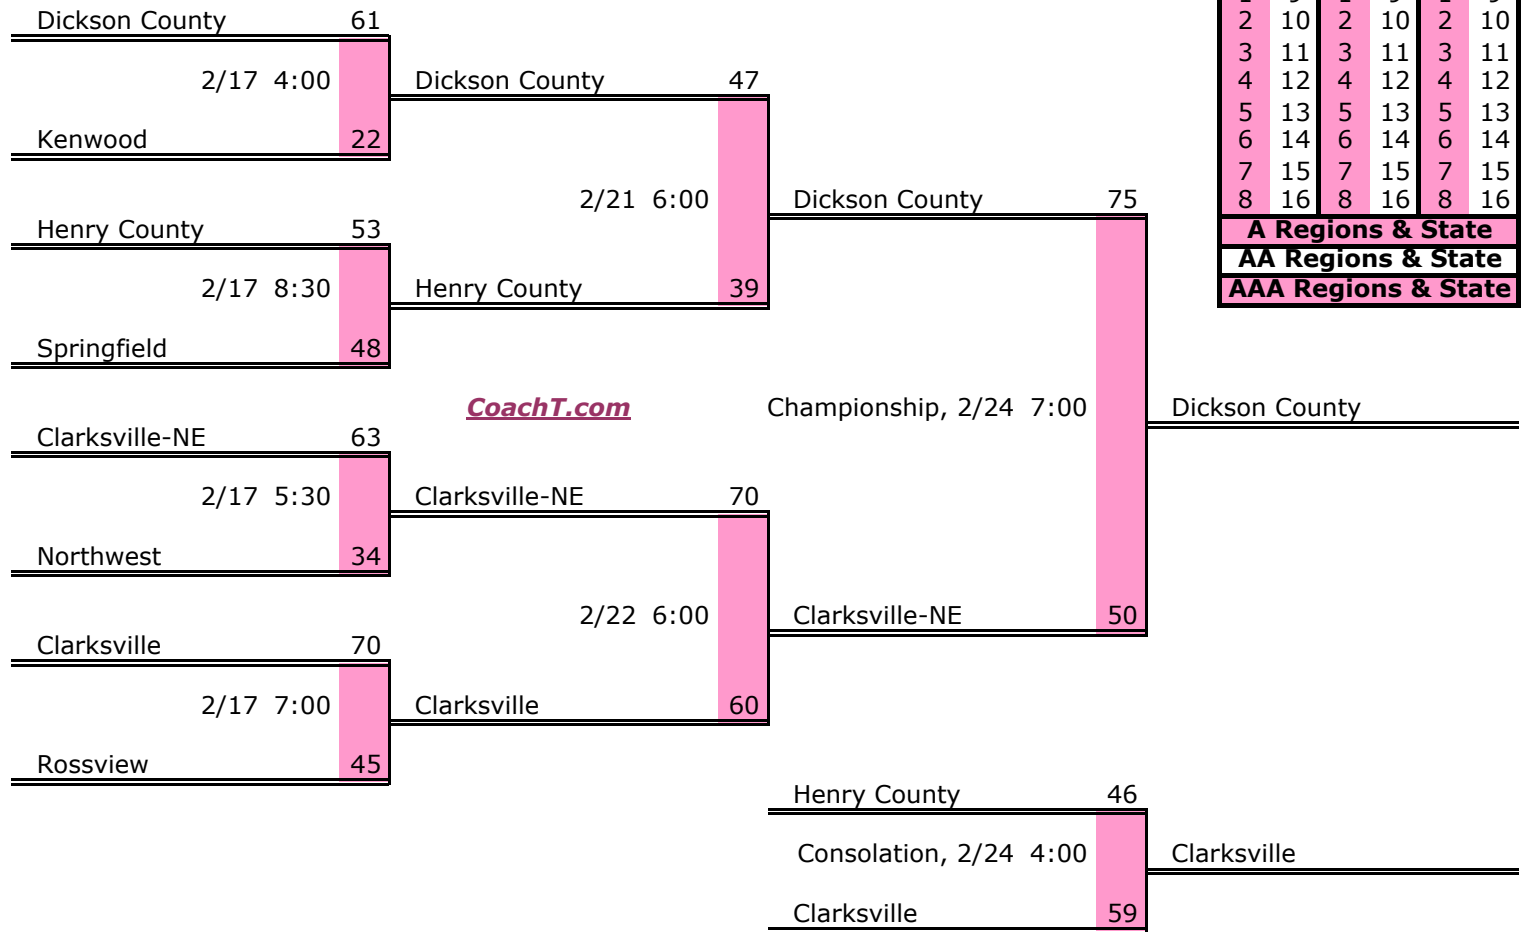 Dickson County 61
2/17 4:00
Kenwood 22
Henry County 53
2/17 8:30
Springfield 48
Clarksville-NE 63
2/17 5:30
Northwest 34
Clarksville 70
2/17 7:00
Rossview 45
Dickson County 47
2/21 6:00
Henry County 39
CoachT.com
Clarksville-NE 70
2/22 6:00
Clarksville 60
Dickson County 75
Championship, 2/24 7:00
Clarksville-NE 50
Dickson County
Henry County 46
Consolation, 2/24 4:00
Clarksville 59
Clarksville
2 10 2 10 2 10
3 11 3 11 3 11
4 12 4 12 4 12
5 13 5 13 5 13
6 14 6 14 6 14
7 15 7 15 7 15
8 16 8 16 8 16
A Regions & State
AA Regions & State
AAA Regions & State